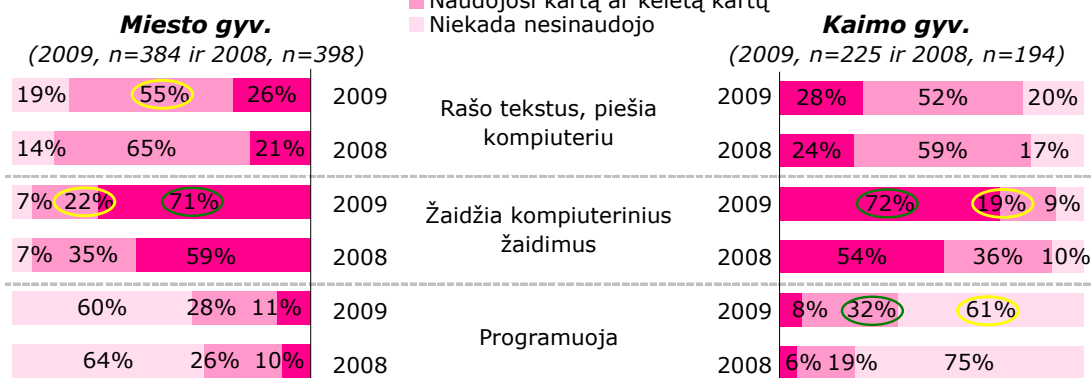 Naudojosi kartą ar keletą kartų
Niekada nesinaudojo
Miesto gyv.
(2009, n=384 ir 2008, n=398)
Kaimo gyv.
(2009, n=225 ir 2008, n=194)
19% 55% 26% 2009
14% 65% 21% 2008
Rašo tekstus, piešia
kompiuteriu
2009 28% 52% 20%
2008 24% 59% 17%
7% 22% 71% 2009
7% 35% 59% 2008
Žaidžia kompiuterinius
žaidimus
2009 72% 19% 9%
2008 54% 36% 10%
60% 28% 11% 2009
64% 26% 10% 2008
Programuoja
2009 8% 32% 61%
2008 6% 19% 75%